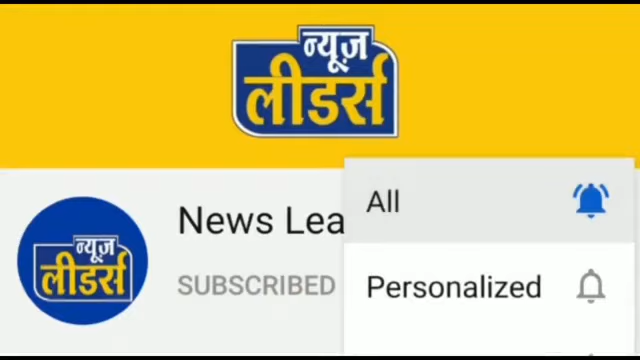 न्यूज़
लीडर्स
All
न्यूज़
लीडर्स
News Lea
SUBSCRIBED
Personalized